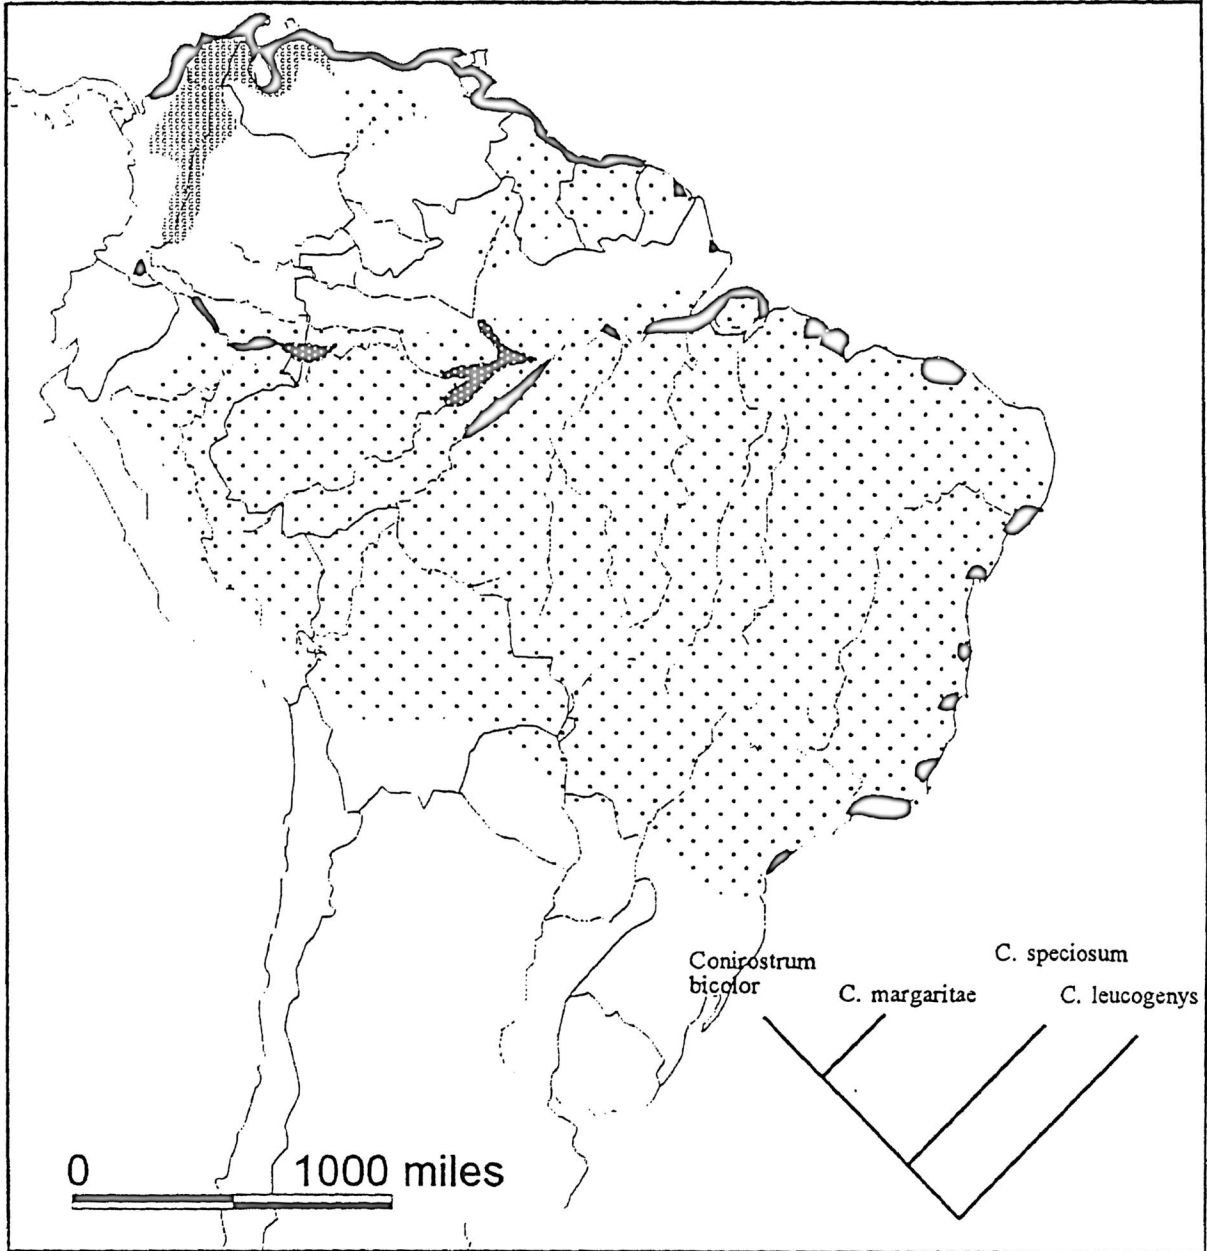 Conirostrum
bicolor
C. margaritae
C. speciosum
C. leucogenys
0 1000 miles